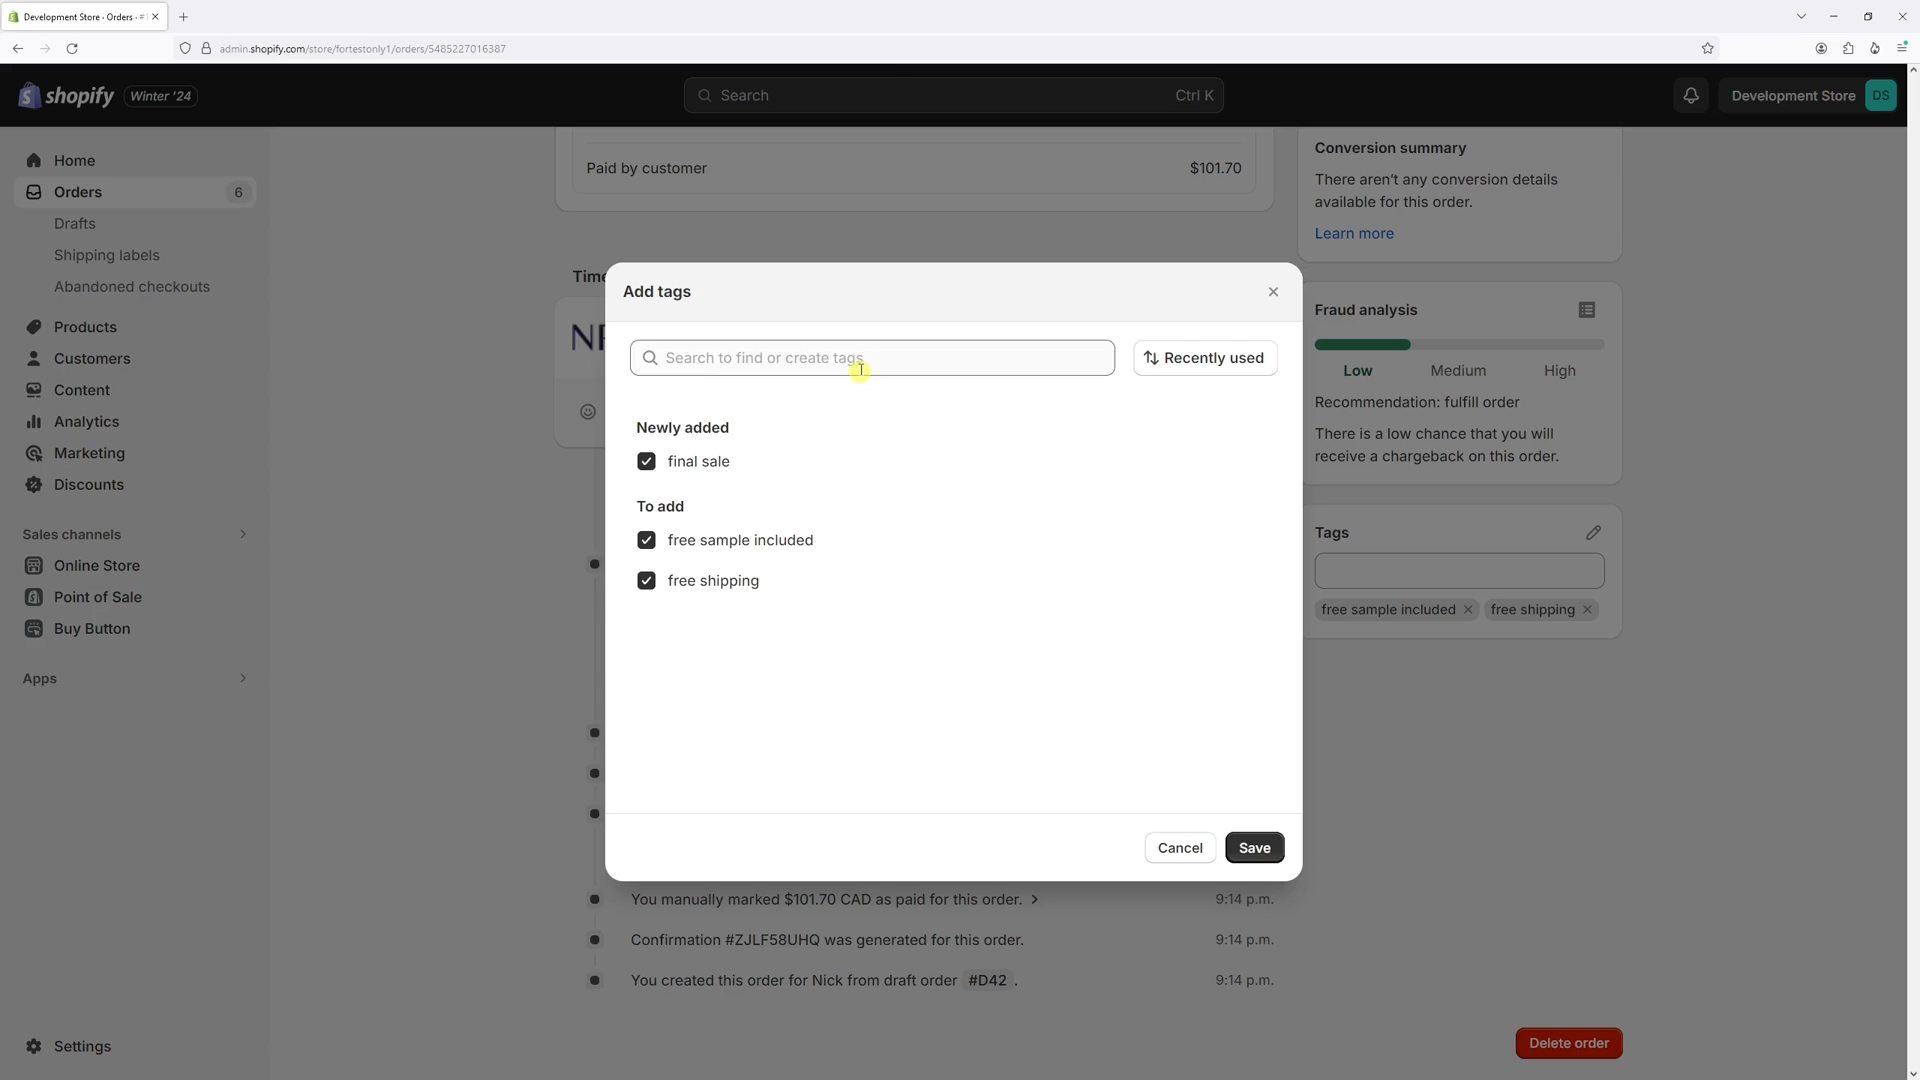 Development Store · Orders · #
admin.shopify.com/store/fortestonly1/orders/5485227016387
shopify
Winter '24
Search
Ctrl K
Development Store
DS
Home
Orders
6
Drafts
Shipping labels
Abandoned checkouts
Products
Customers
Content
Analytics
Marketing
Discounts
Sales channels
Online Store
Point of Sale
Buy Button
Apps
Settings
Paid by customer
$101.70
Time
Add tags
Search to find or create tags
Recently used
Newly added
final sale
To add
free sample included
free shipping
Cancel
Save
You manually marked $101.70 CAD as paid for this order.
9:14 p.m.
Confirmation #ZJLF58UHQ was generated for this order.
9:14 p.m.
You created this order for Nick from draft order #D42 .
9:14 p.m.
Conversion summary
There aren't any conversion details
available for this order.
Learn more
Fraud analysis
Low
Medium
High
Recommendation: fulfill order
There is a low chance that you will
receive a chargeback on this order.
Tags
free sample included
free shipping
Delete order